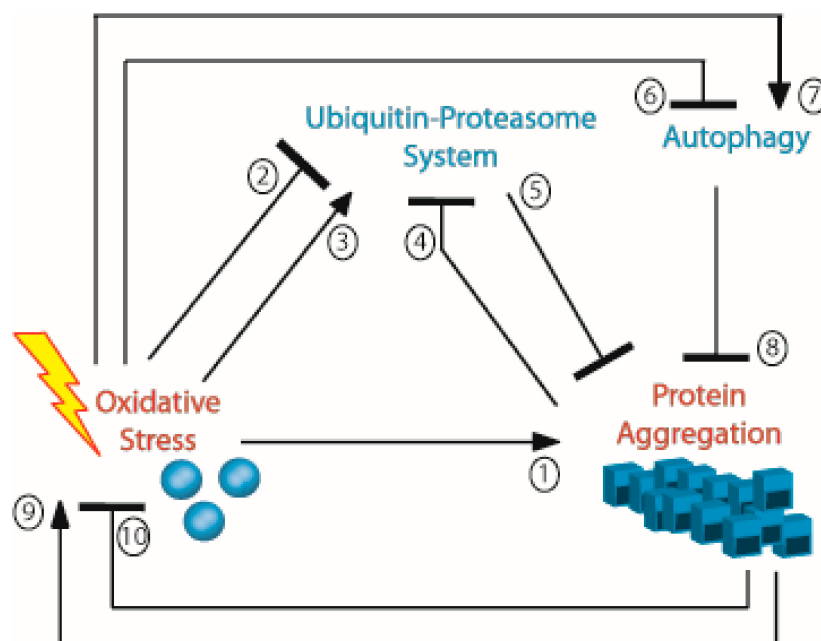 ⑥
⑦
Ubiquitin-Proteasome
System
Autophagy
②
③
④
⑤
⑧
Oxidative
Stress
Protein
Aggregation
①
⑨
⑩